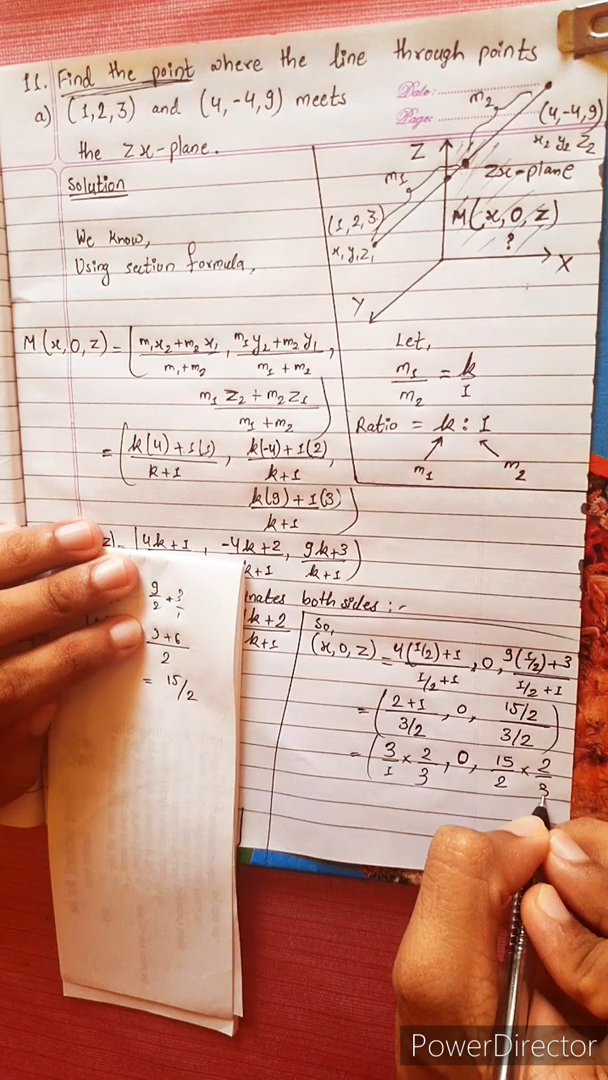 11. Find the point where the line through points
a) (1,2,3) and (4,-4,9) meets
the zx-plane.
Solution
We know,
Using section formula,
Date:
Page:
m₂
(4,-4,9)
x₂ y₂ z₂
Z
zx-plane
m₁
(1,2,3)
x₁ y₁ z₁
M(x,0,z)
?
X
Y
M(x,0,z) = (m₁x₂+m₂x₁/m₁+m₂, m₁y₂+m₂y₁/m₁+m₂,
m₁z₂+m₂z₁/m₁+m₂)
= (k(4)+1(1)/k+1, k(-4)+1(2)/k+1,
k(9)+1(3)/k+1)
z)=(4k+1, -4k+2/k+1, 9k+3/k+1)
Let,
m₁/m₂ = k/1
Ratio = k:1
m₁ m₂
nates both sides:-
4k+2/k+1
9/2 + 3/1
9+6/2
= 15/2
So,
(x,0,z) = 4(1/2)+1/1/2+1, 0, 9(1/2)+3/1/2+1
= (2+1/3/2, 0, 15/2/3/2)
= (3/1 × 2/3, 0, 15/2 × 2/3
PowerDirector